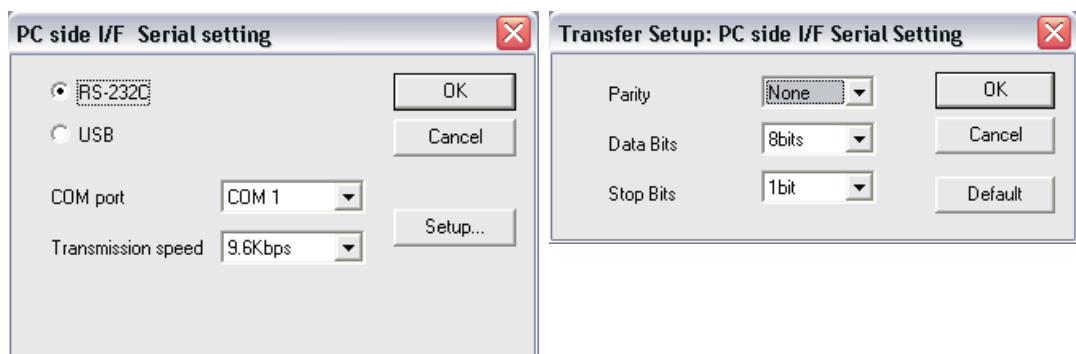 PC side I/F Serial setting
RS-232C
USB
COM port COM 1
Transmission speed 9.6Kbps
OK
Cancel
Setup...
Transfer Setup: PC side I/F Serial Setting
Parity None
Data Bits 8bits
Stop Bits 1bit
OK
Cancel
Default